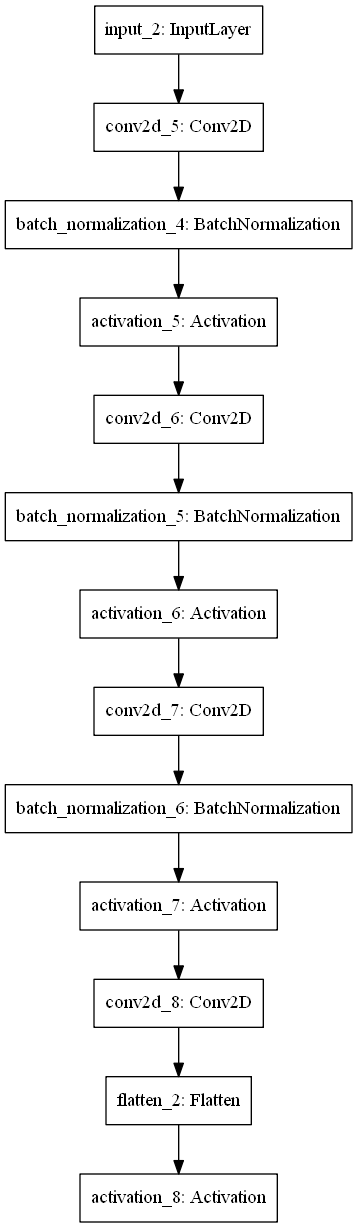 input_2: InputLayer
conv2d_5: Conv2D
batch_normalization_4: BatchNormalization
activation_5: Activation
conv2d_6: Conv2D
batch_normalization_5: BatchNormalization
activation_6: Activation
conv2d_7: Conv2D
batch_normalization_6: BatchNormalization
activation_7: Activation
conv2d_8: Conv2D
flatten_2: Flatten
activation_8: Activation